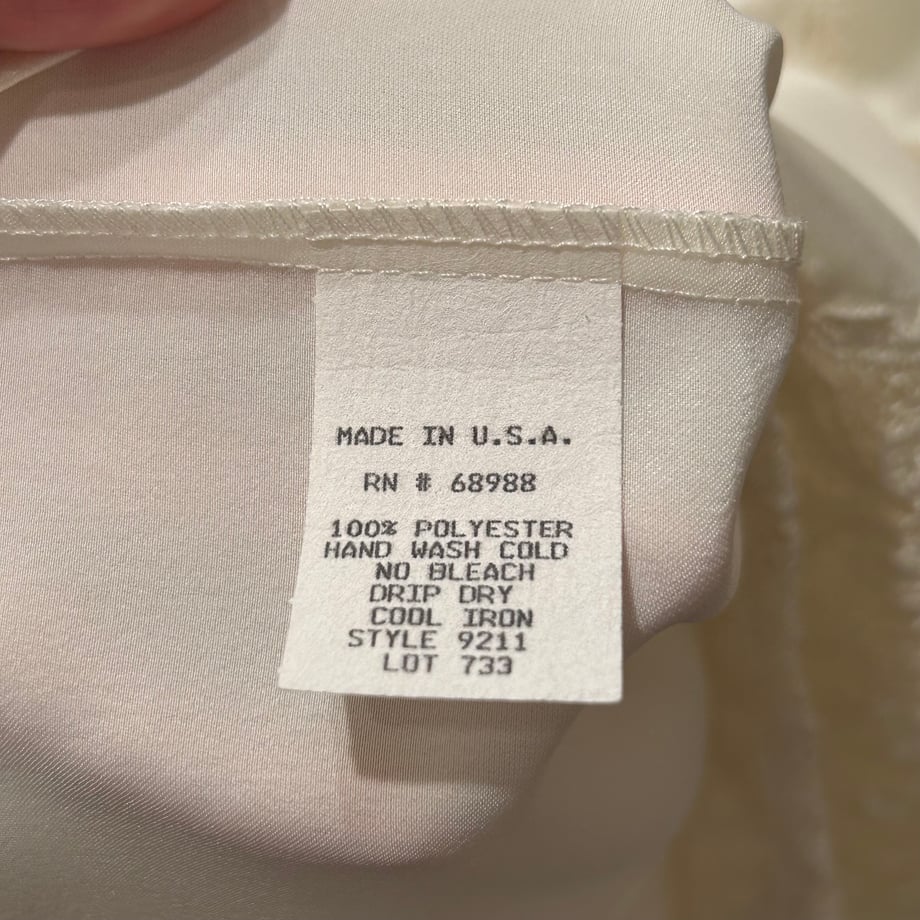 MADE IN U.S.A.
RN # 68988
100% POLYESTER
HAND WASH COLD
NO BLEACH
DRIP DRY
COOL IRON
STYLE 9211
LOT 733